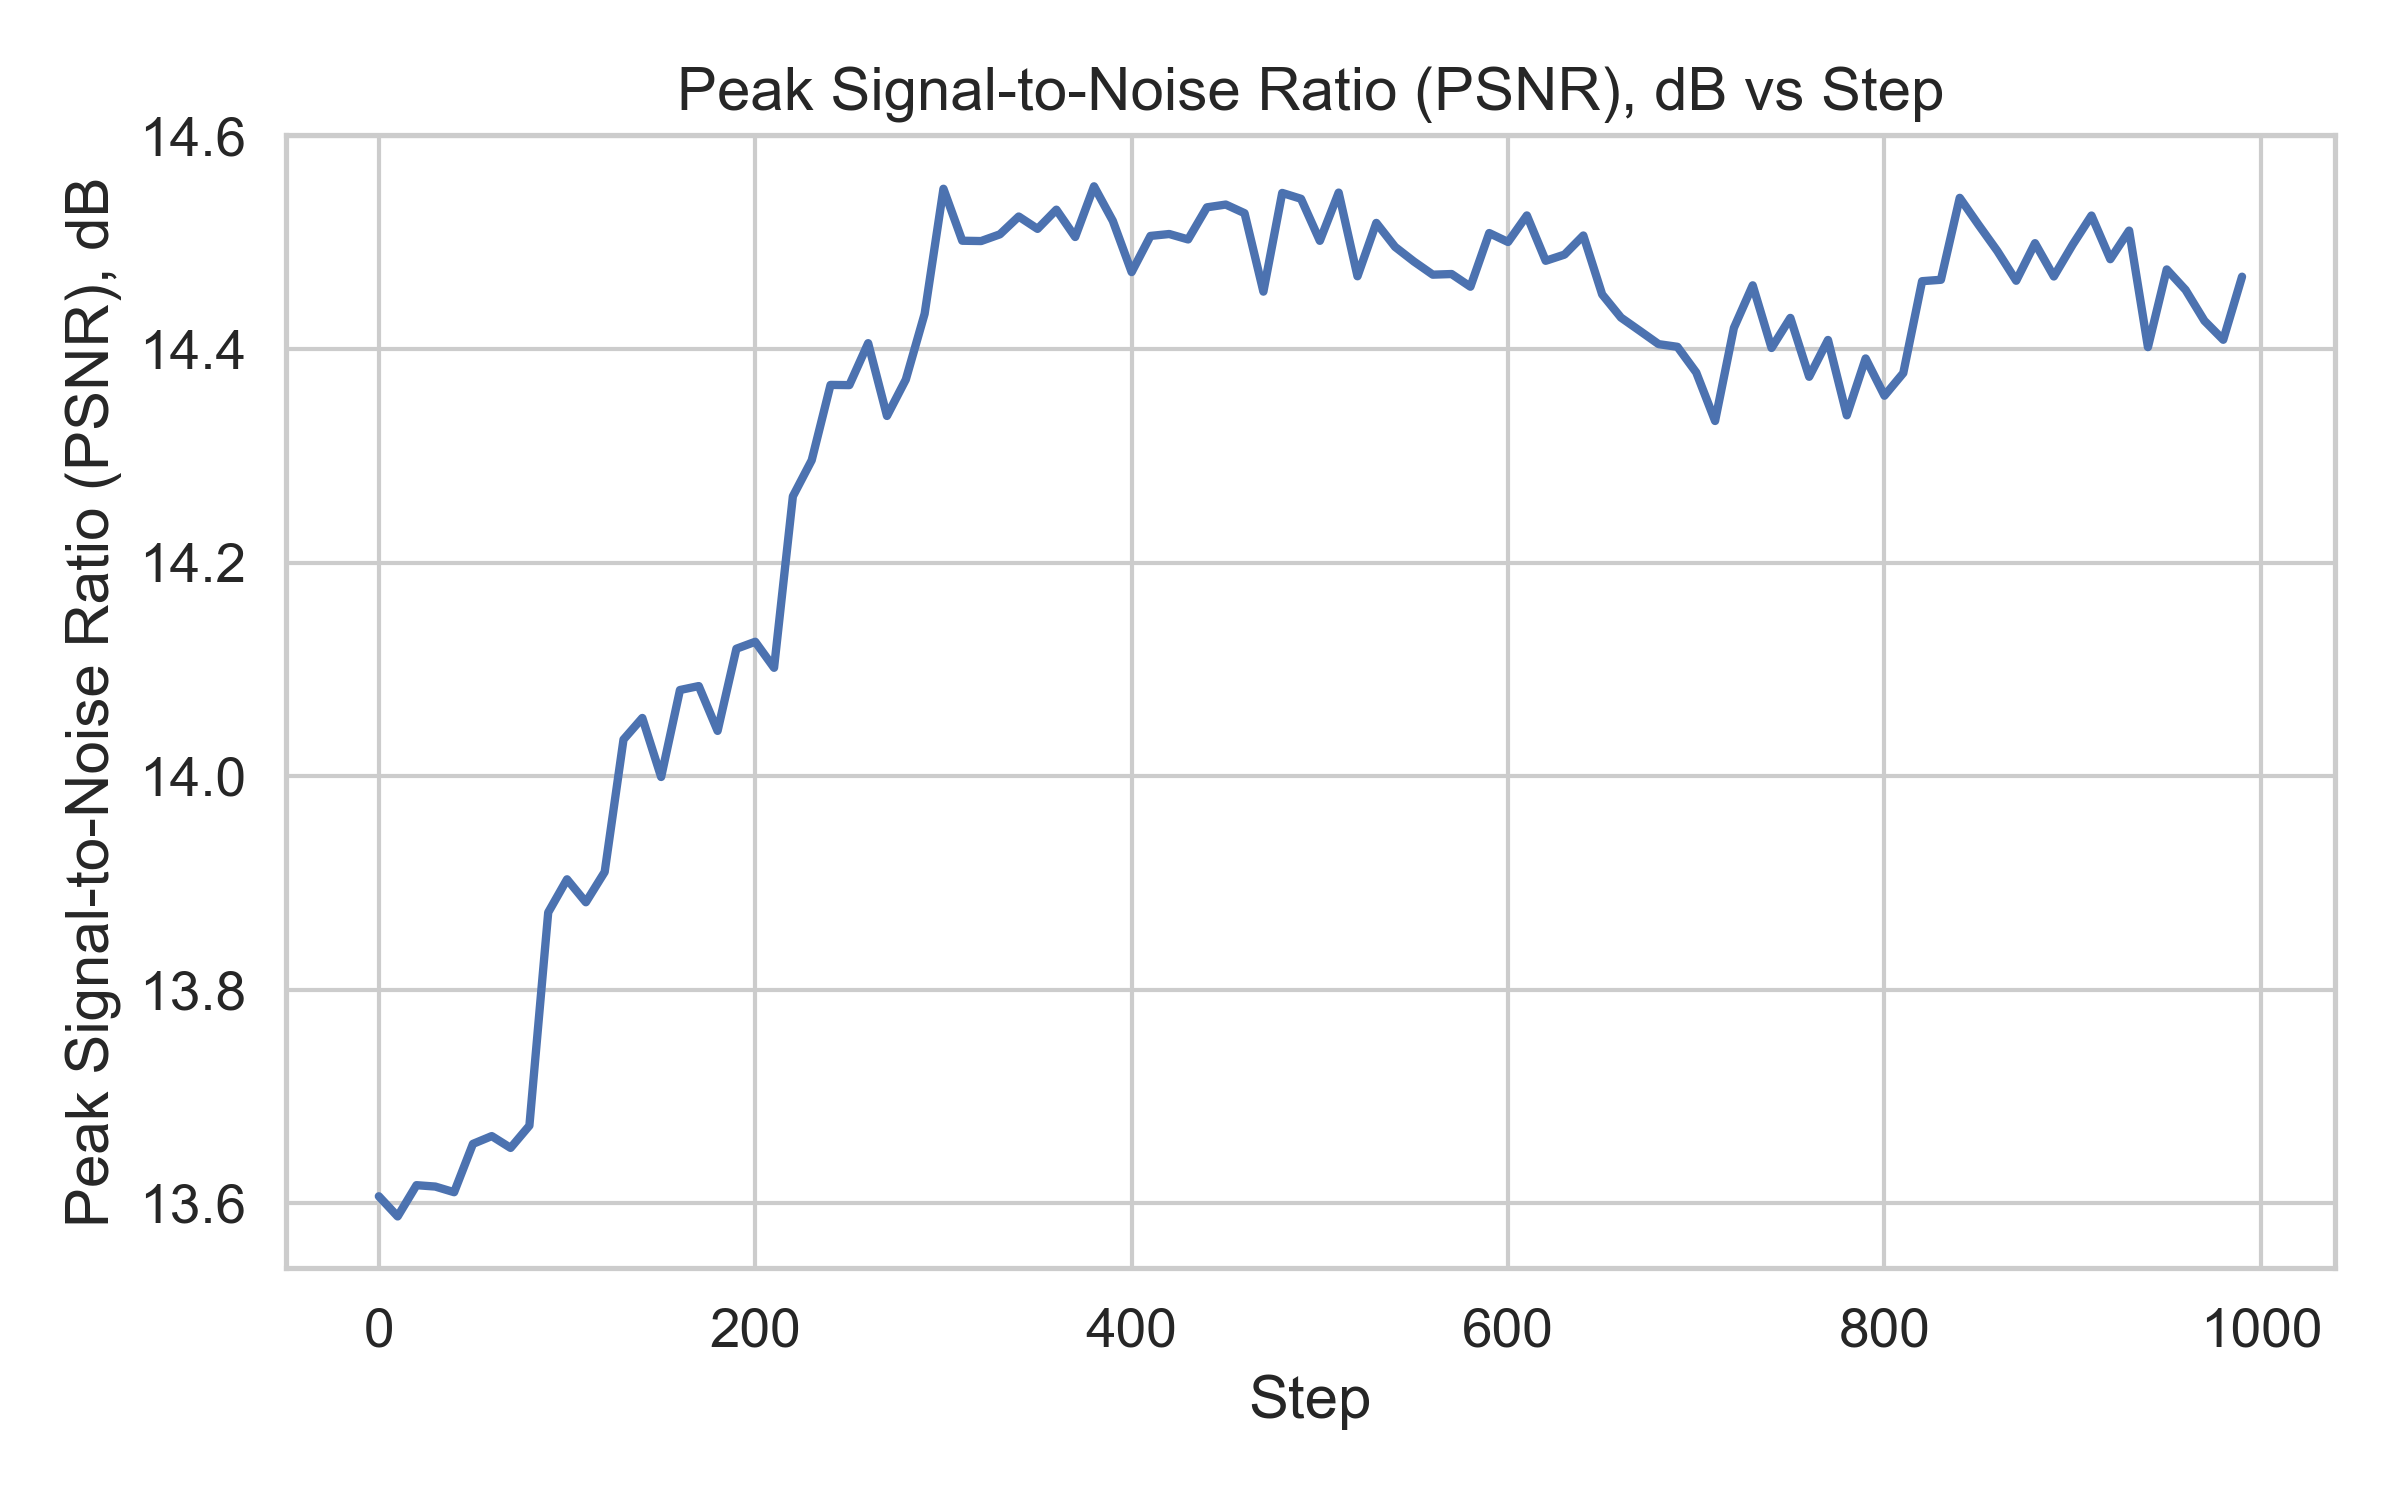 Peak Signal-to-Noise Ratio (PSNR), dB vs Step
Peak Signal-to-Noise Ratio (PSNR), dB
14.6
14.4
14.2
14.0
13.8
13.6
0 200 400 600 800 1000
Step